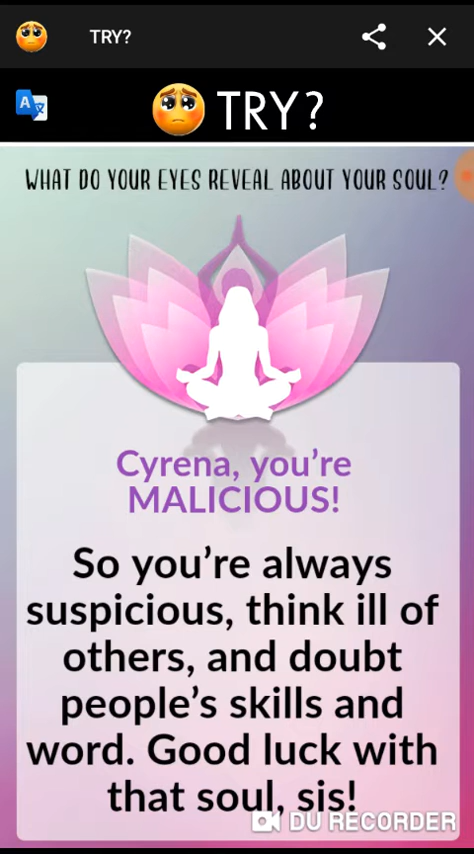 TRY?
TRY?
WHAT DO YOUR EYES REVEAL ABOUT YOUR SOUL?
Cyrena, you're
MALICIOUS!
So you're always
suspicious, think ill of
others, and doubt
people's skills and
word. Good luck with
that soul, sis!
DU RECORDER